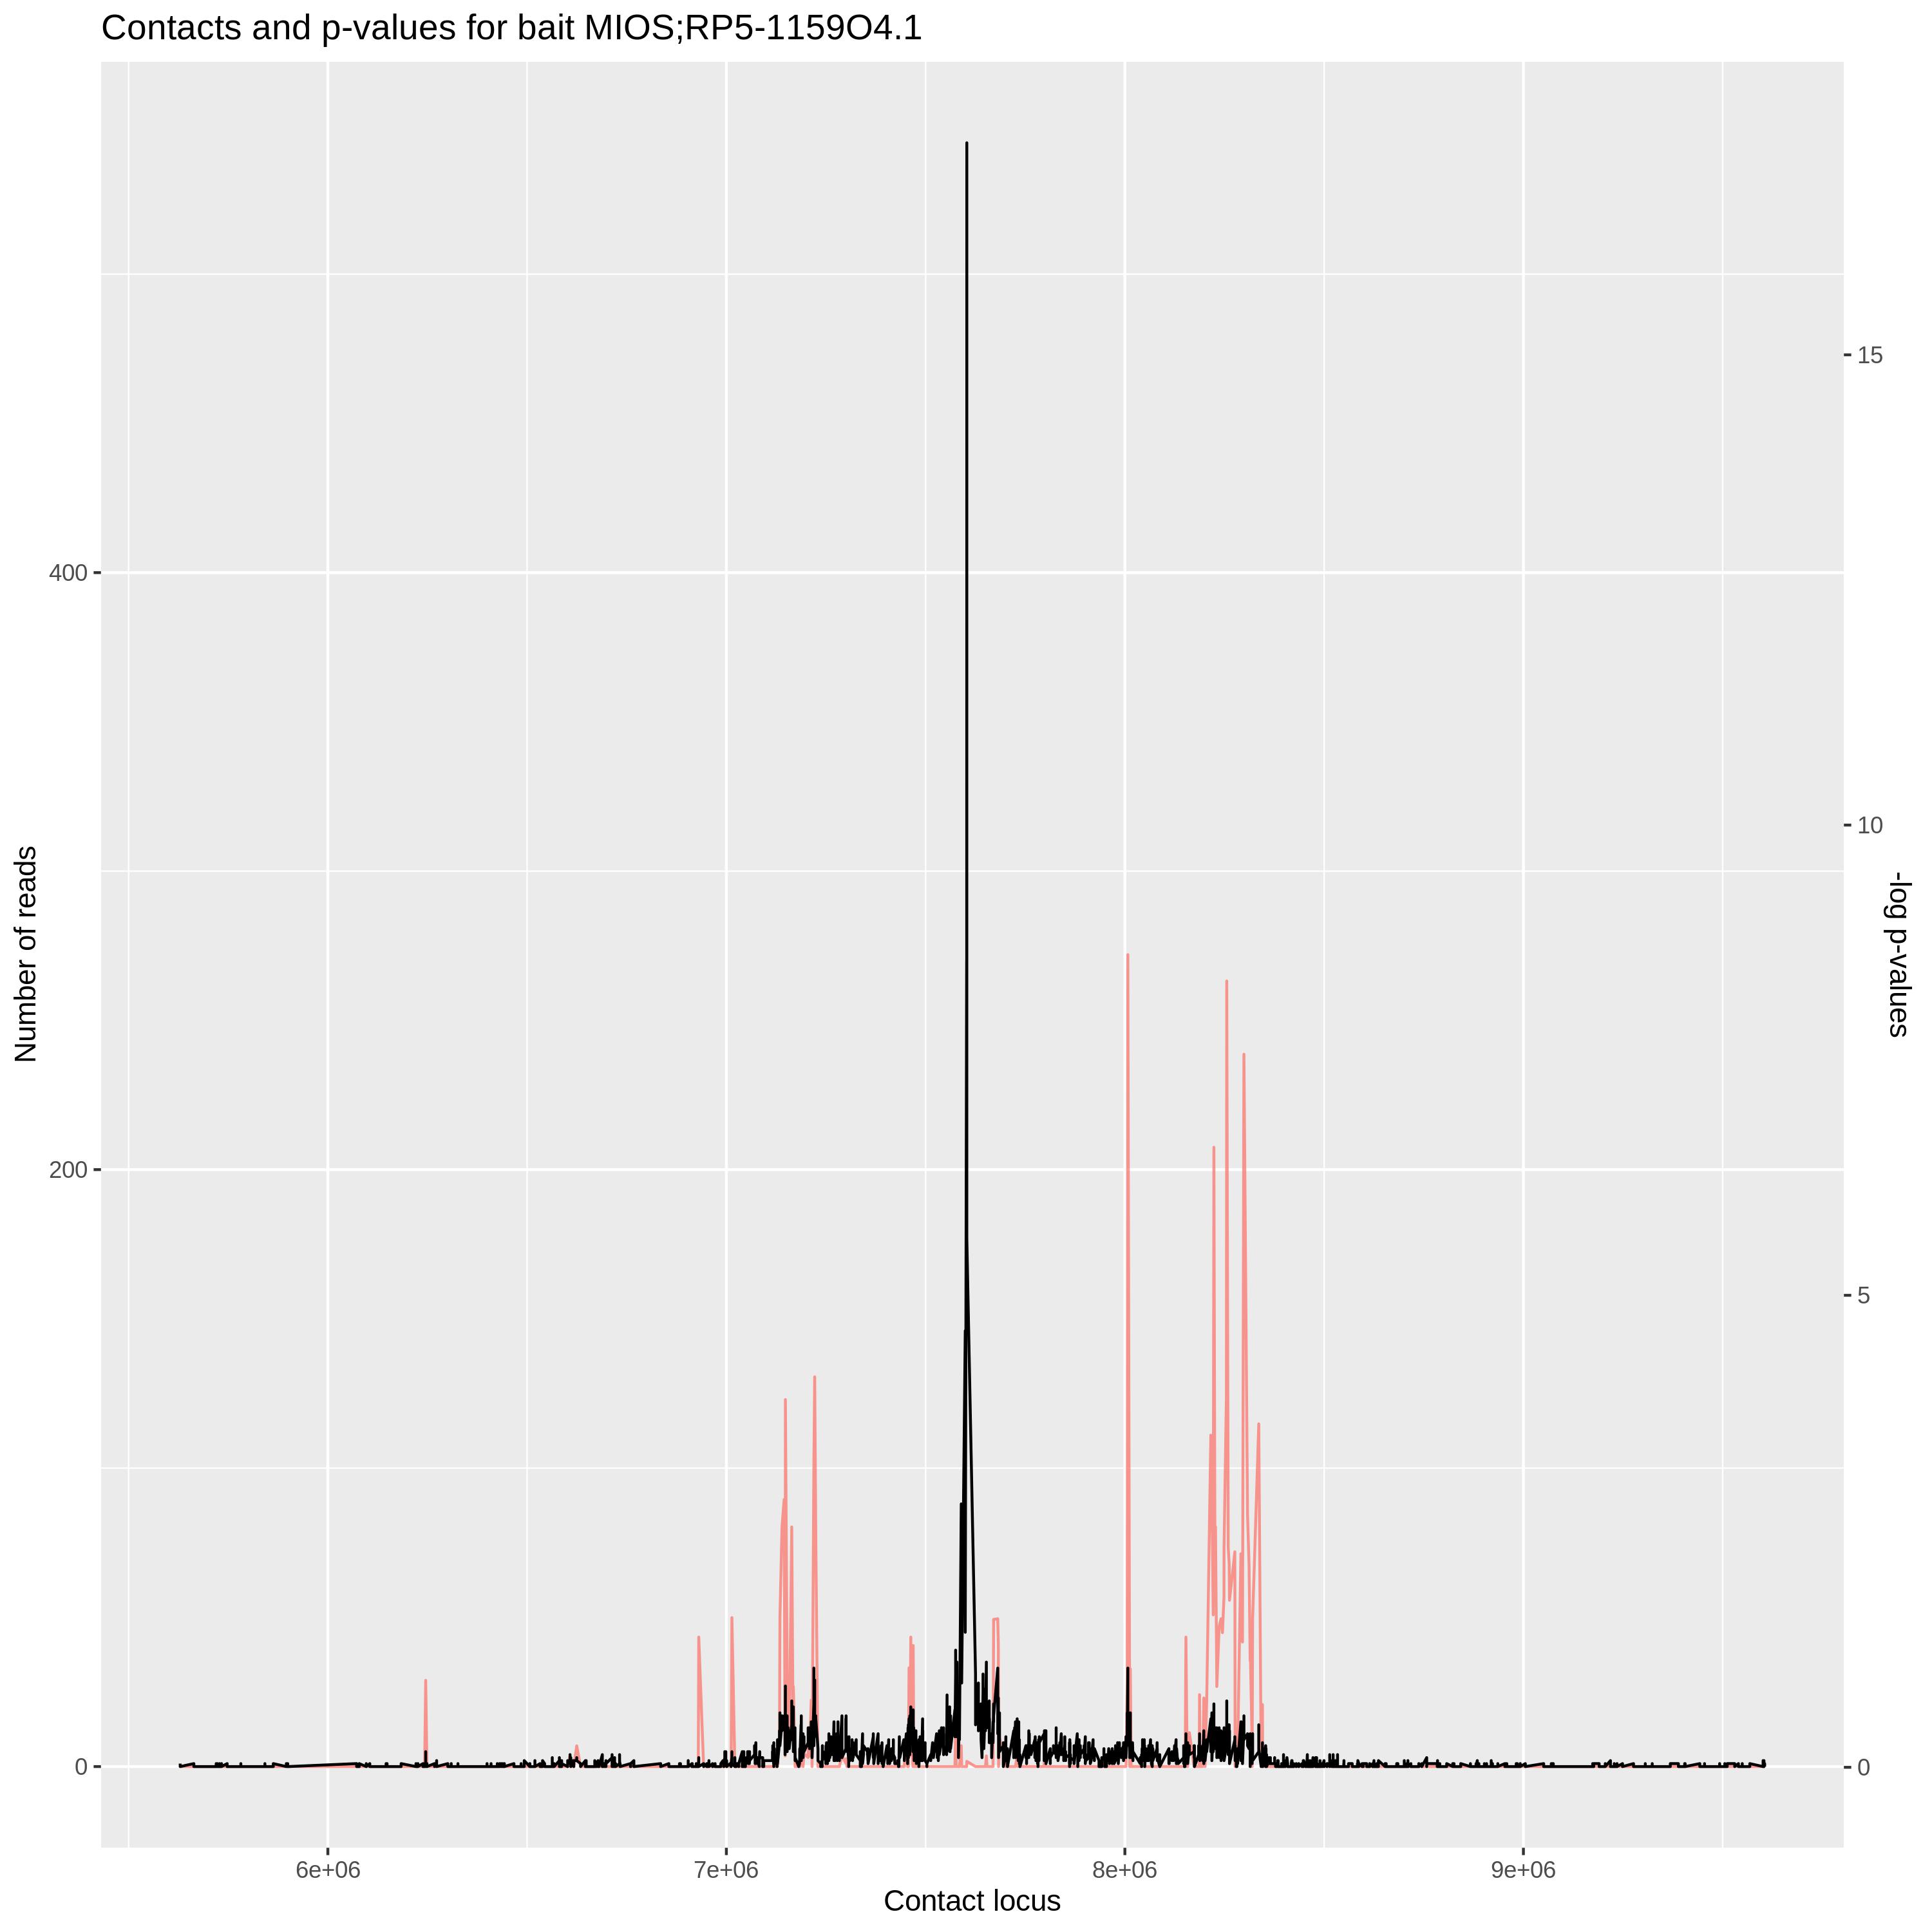 Contacts and p-values for bait MIOS;RP5-1159O4.1
Number of reads
400
200
0
15
10
5
0
-log p-values
6e+06
7e+06
8e+06
9e+06
Contact locus